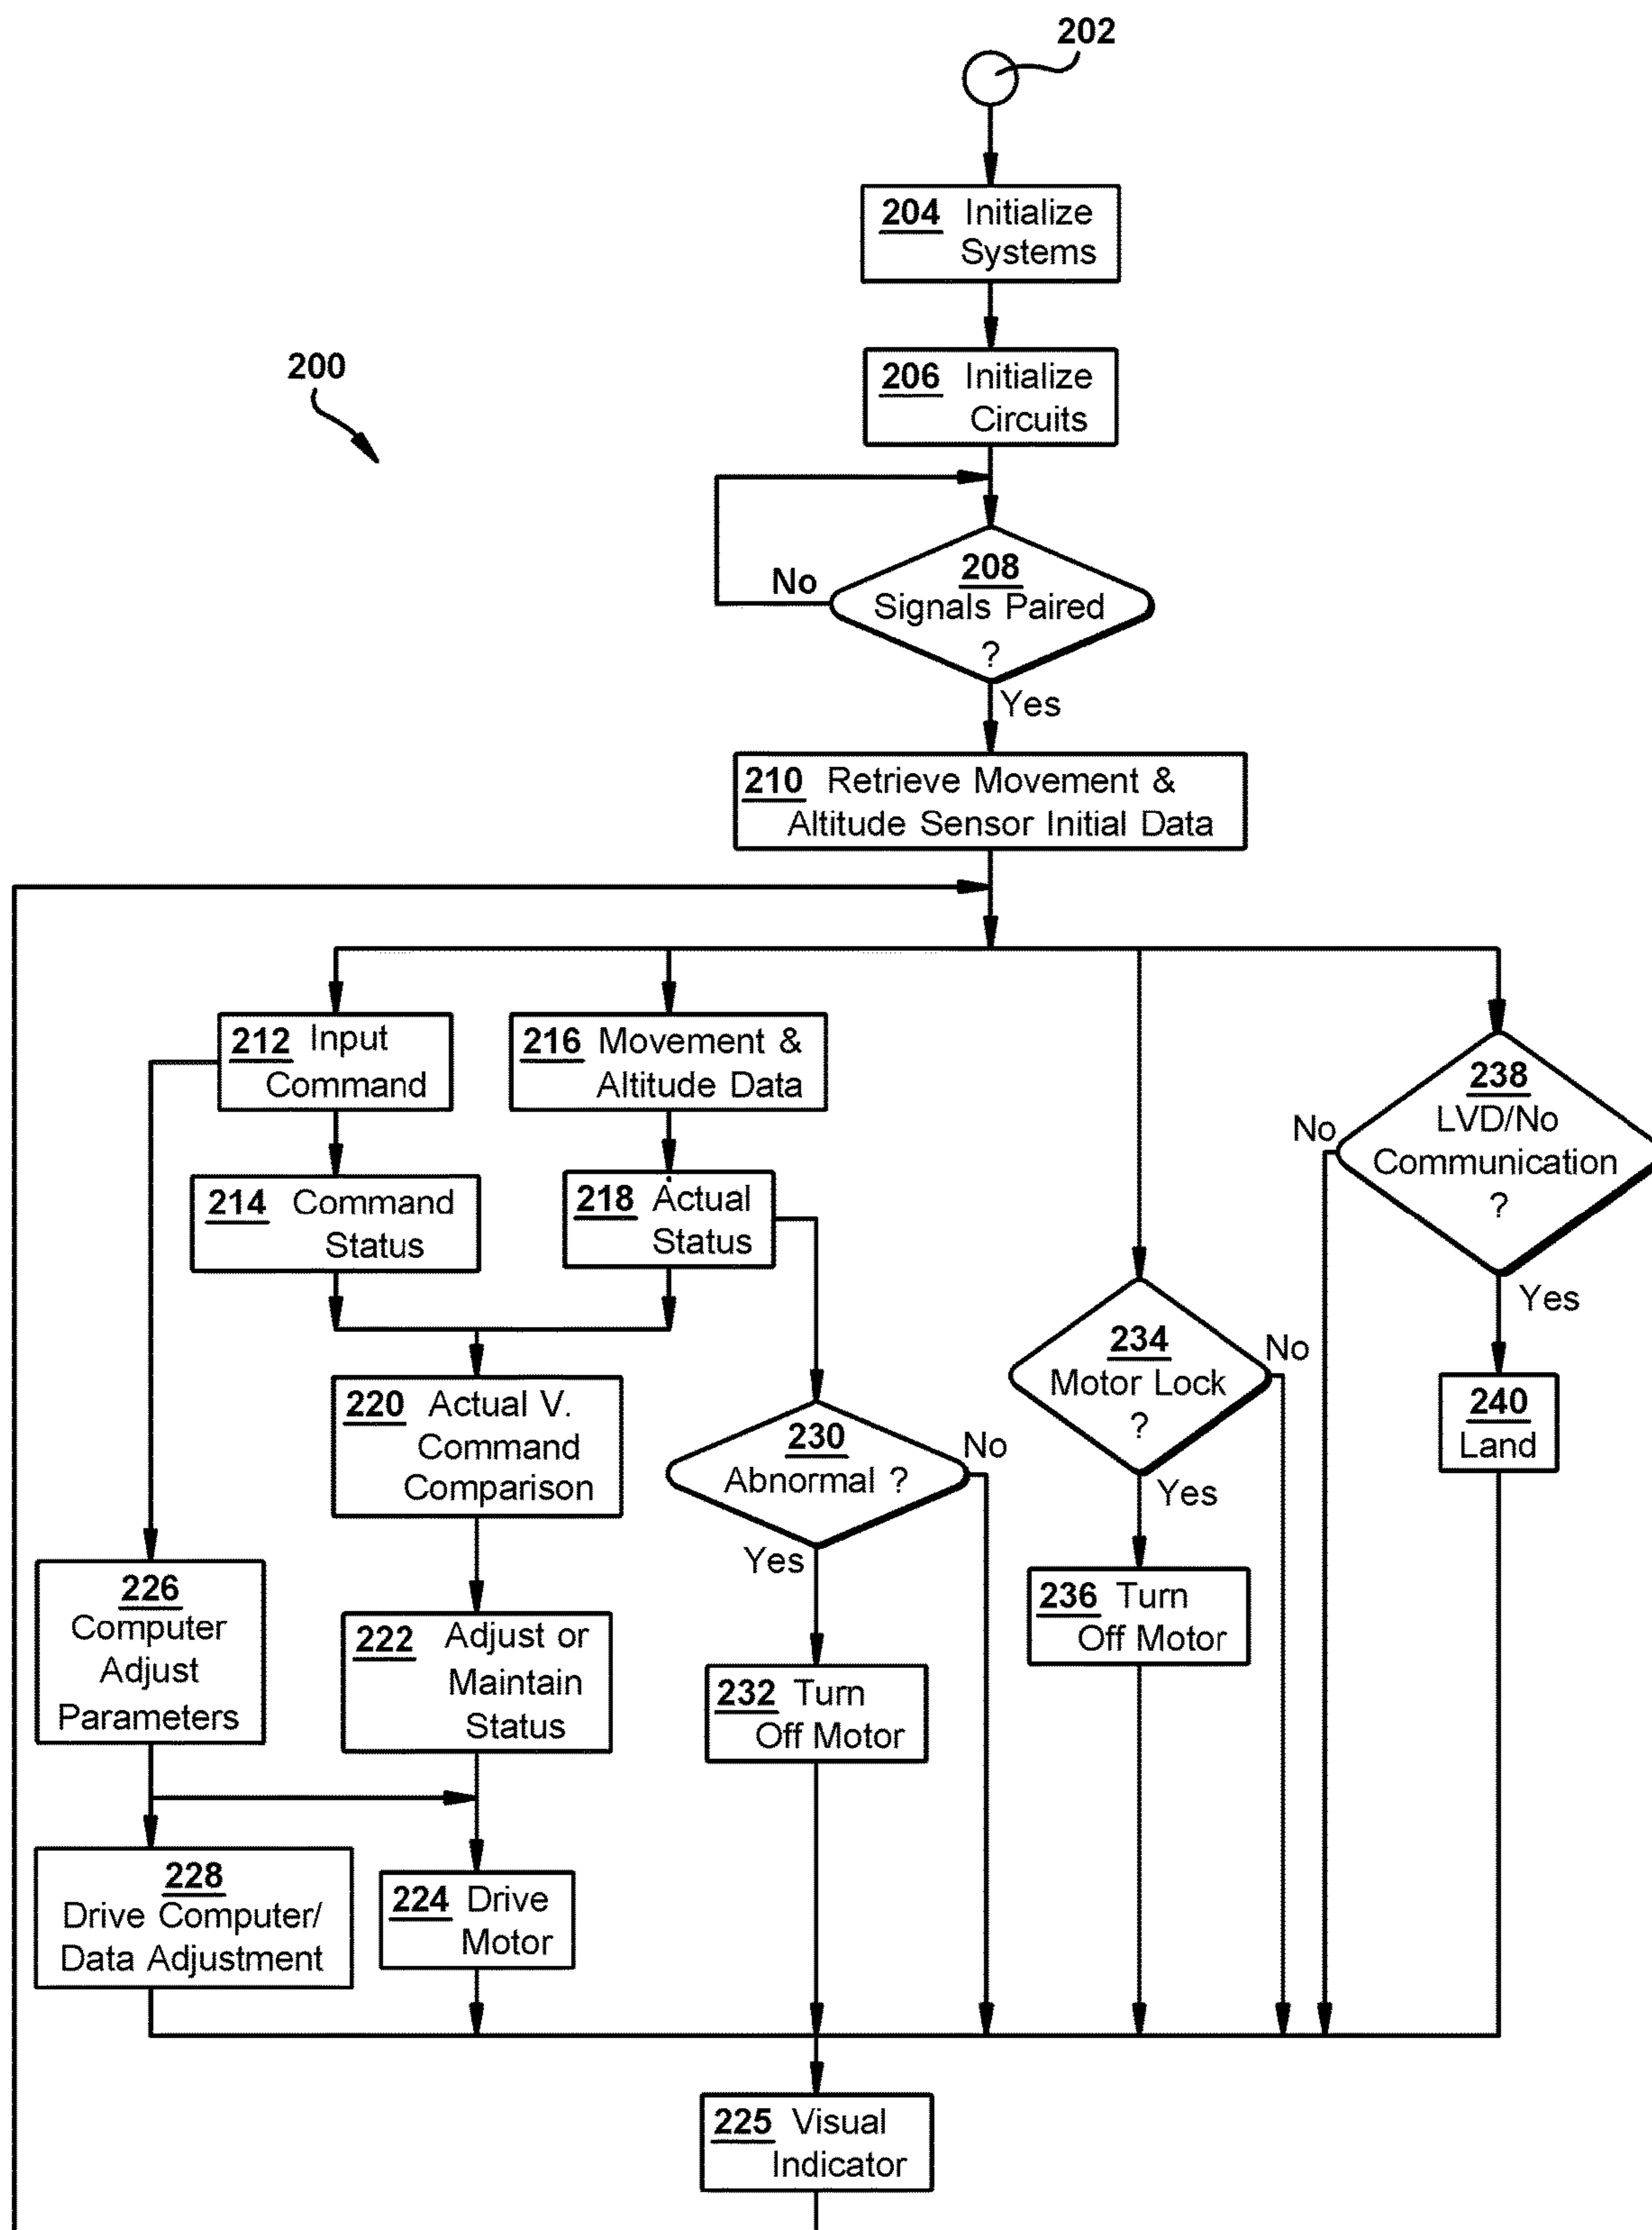 202
204 Initialize
Systems
200
206 Initialize
Circuits
No
208
Signals Paired
?
Yes
210 Retrieve Movement &
Altitude Sensor Initial Data
212 Input
Command
216 Movement &
Altitude Data
238
LVD/No
Communication
?
No
Yes
214 Command
Status
218 Actual
Status
234
Motor Lock
?
No
Yes
240
Land
220 Actual V.
Command
Comparison
230
Abnormal ?
No
Yes
226
Computer
Adjust
Parameters
222 Adjust or
Maintain
Status
232 Turn
Off Motor
236 Turn
Off Motor
228
Drive Computer/
Data Adjustment
224 Drive
Motor
225 Visual
Indicator